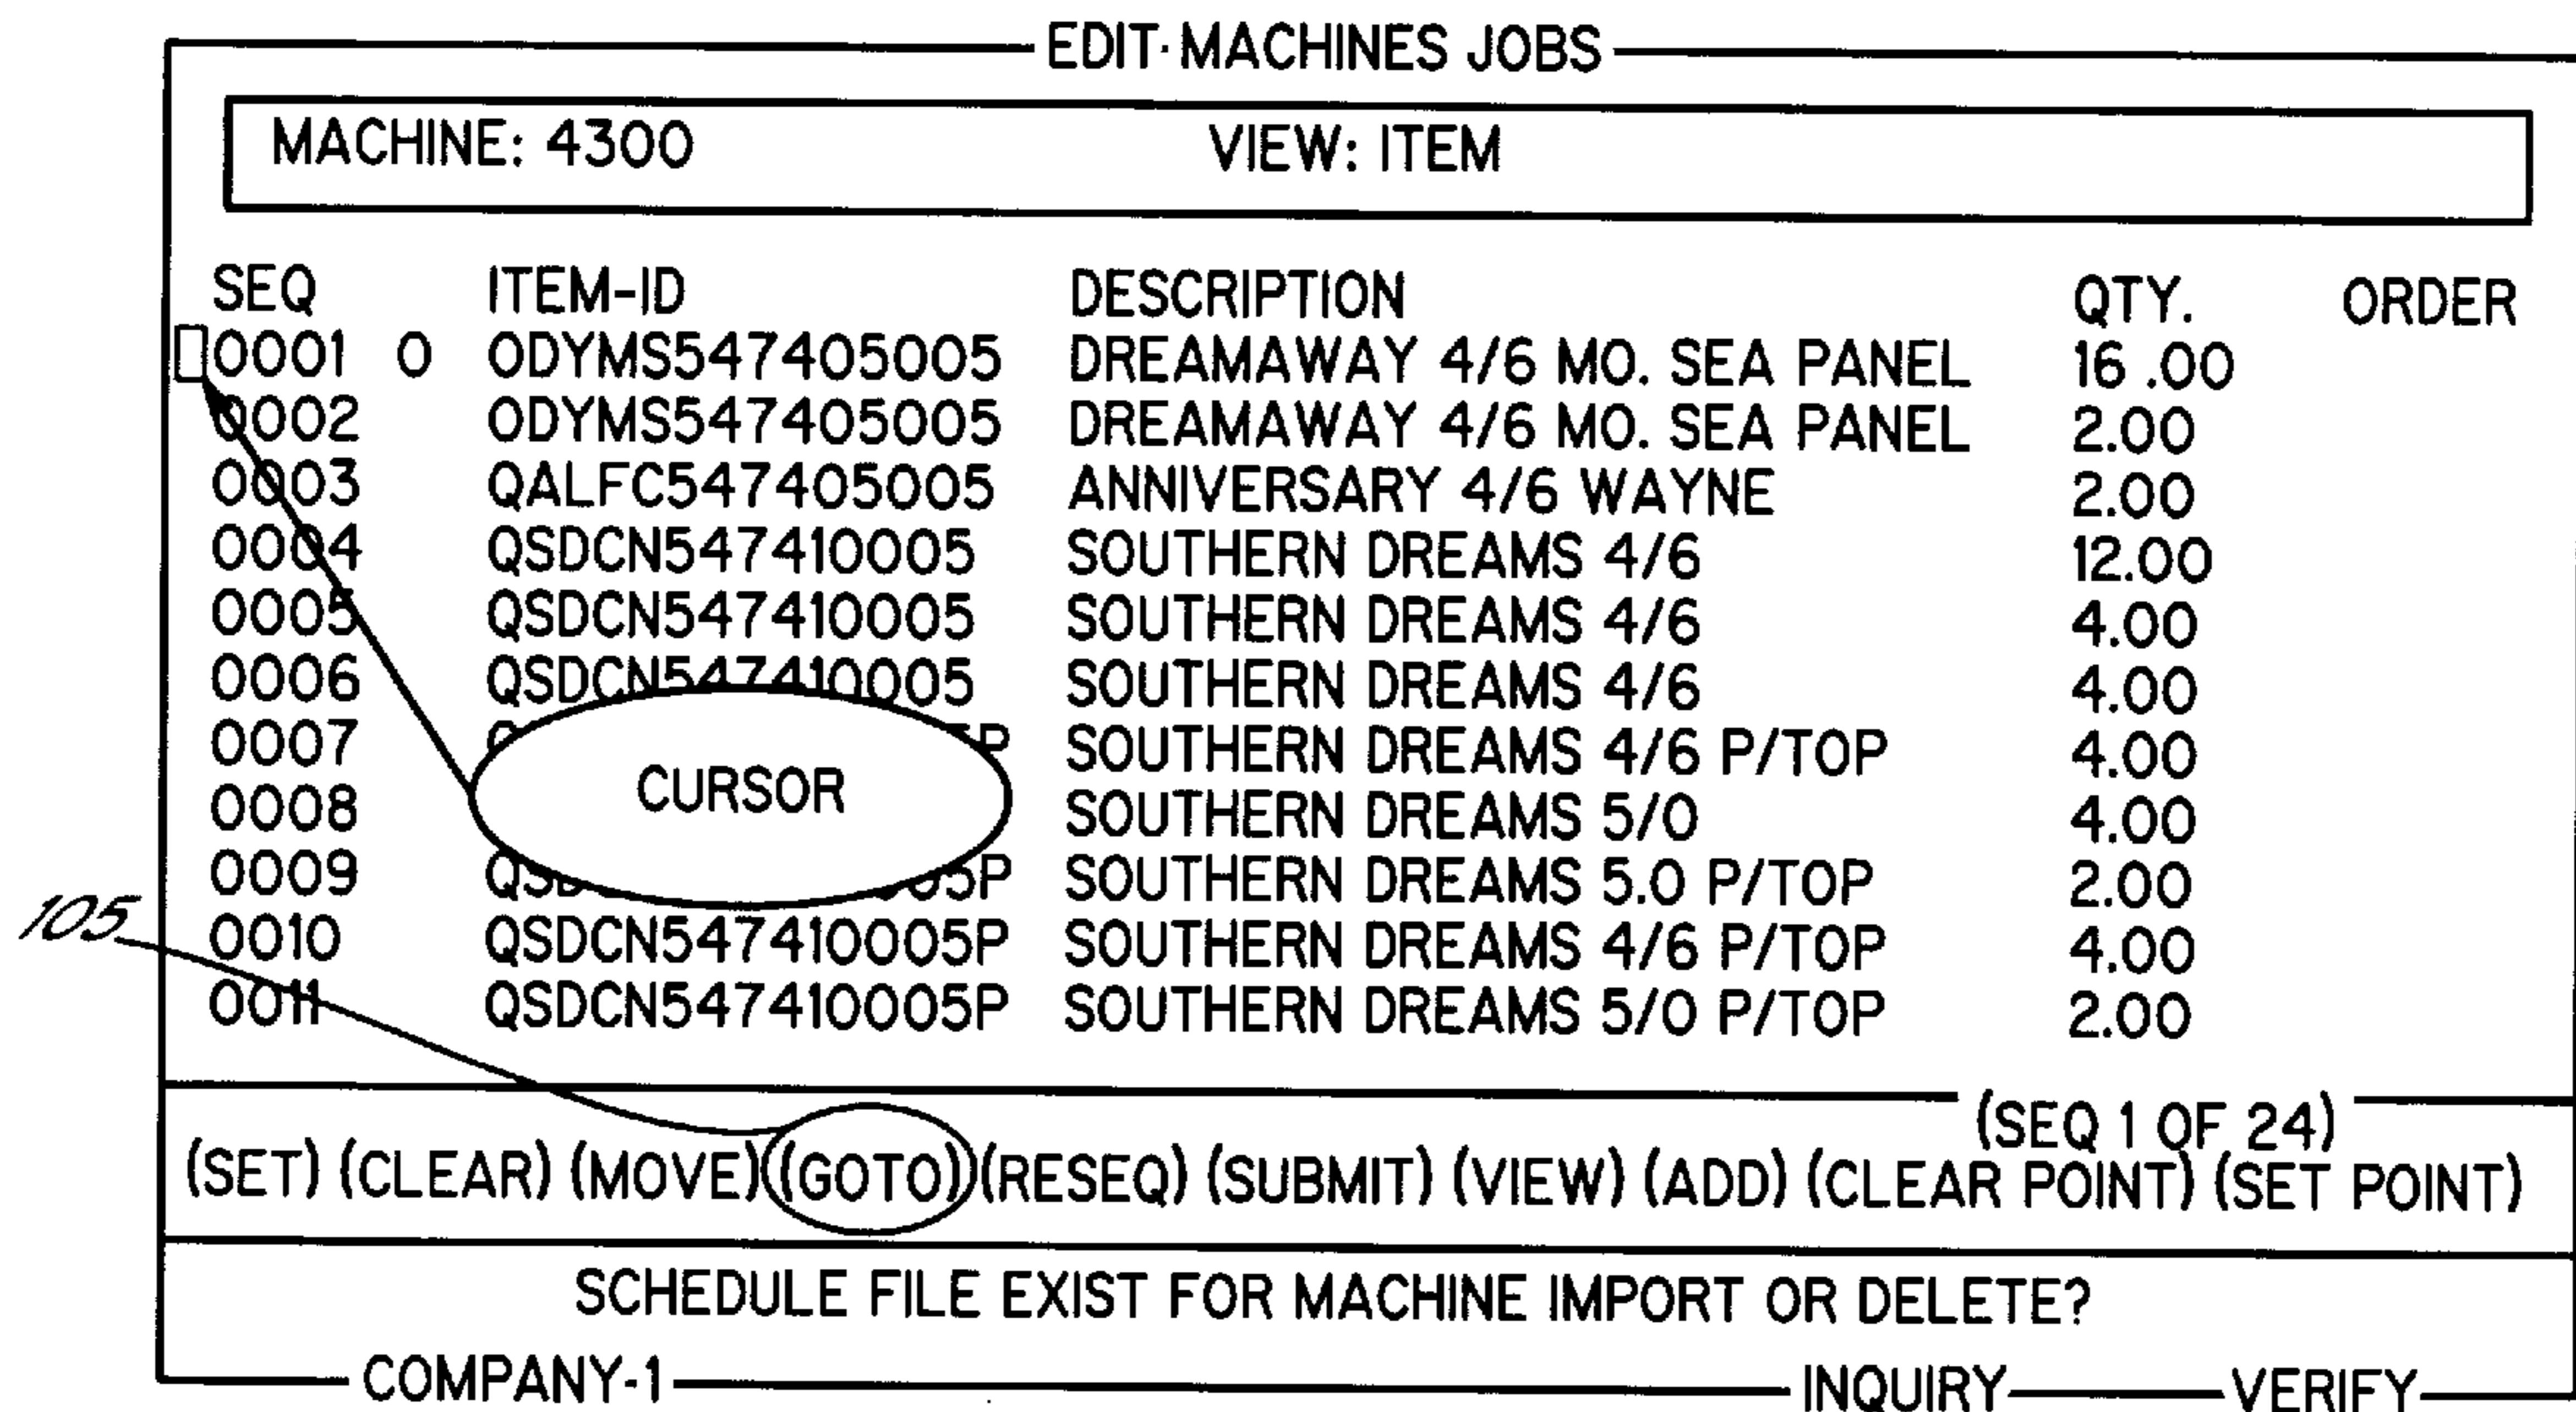 EDIT·MACHINES JOBS
MACHINE: 4300 VIEW: ITEM
SEQ ITEM-ID DESCRIPTION QTY. ORDER
0001 0 ODYMS547405005 DREAMAWAY 4/6 MO. SEA PANEL 16 .00
0002 ODYMS547405005 DREAMAWAY 4/6 MO. SEA PANEL 2.00
0003 QALFC547405005 ANNIVERSARY 4/6 WAYNE 2.00
0004 QSDCN547410005 SOUTHERN DREAMS 4/6 12.00
0005 QSDCN547410005 SOUTHERN DREAMS 4/6 4.00
0006 QSDCN547410005 SOUTHERN DREAMS 4/6 4.00
0007 SOUTHERN DREAMS 4/6 P/TOP 4.00
CURSOR
0008 SOUTHERN DREAMS 5/0 4.00
0009 SOUTHERN DREAMS 5.0 P/TOP 2.00
105
0010 QSDCN547410005P SOUTHERN DREAMS 4/6 P/TOP 4.00
0011 QSDCN547410005P SOUTHERN DREAMS 5/0 P/TOP 2.00
(SEQ 1 OF 24)
(SET) (CLEAR) (MOVE) (GOTO) (RESEQ) (SUBMIT) (VIEW) (ADD) (CLEAR POINT) (SET POINT)
SCHEDULE FILE EXIST FOR MACHINE IMPORT OR DELETE?
COMPANY-1 INQUIRY VERIFY